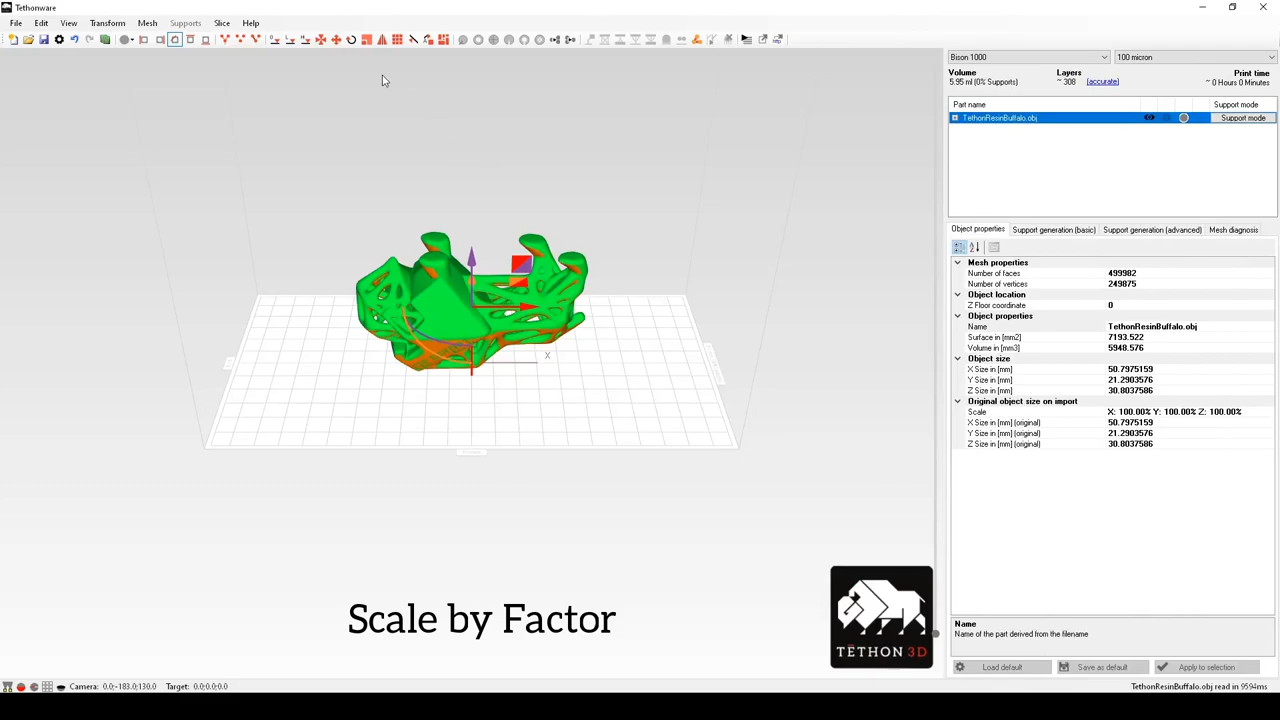 Tethonware
File Edit View Transform Mesh Supports Slice Help
Bison 1000 100 micron
Volume Layers Print time
5.95 ml (0% Supports) ~ 308 (accurate) ~ 0 Hours 0 Minutes
Part name Support mode
TethonResinBuffalo.obj Support mode
Object properties Support generation (basic) Support generation (advanced) Mesh diagnosis
Mesh properties
Number of faces 499982
Number of vertices 249875
Object location
Z Floor coordinate 0
Object properties
Name TethonResinBuffalo.obj
Surface in [mm2] 7193.522
Volume in [mm3] 5948.576
Object size
X Size in [mm] 50.7975159
Y Size in [mm] 21.2903576
Z Size in [mm] 30.8037586
Original object size on import
Scale X: 100.00% Y: 100.00% Z: 100.00%
X Size in [mm] (original) 50.7975159
Y Size in [mm] (original) 21.2903576
Z Size in [mm] (original) 30.8037586
X
Scale by Factor
TETHON 3D
Name
Name of the part derived from the filename
Load default Save as default Apply to selection
Camera: 0.0;-183.0;130.0 Target: 0.0;0.0;0.0 TethonResinBuffalo.obj read in 9594ms